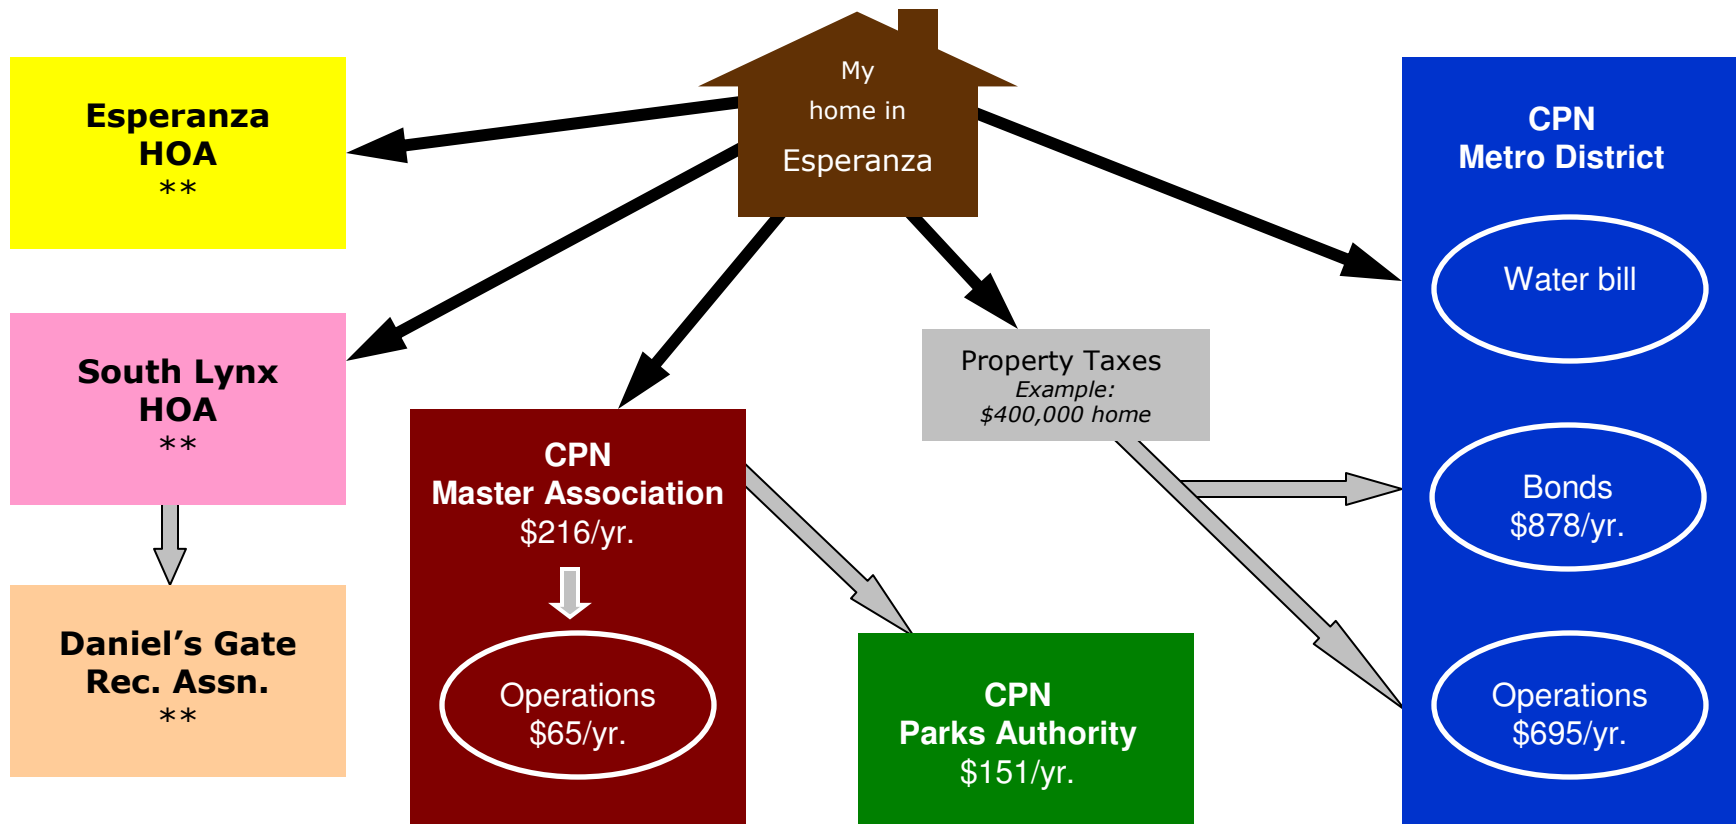 My
home in
Esperanza
Esperanza
HOA
**
South Lynx
HOA
**
Daniel’s Gate
Rec. Assn.
**
CPN
Master Association
$216/yr.
Operations
$65/yr.
Property Taxes
Example:
$400,000 home
CPN
Parks Authority
$151/yr.
CPN
Metro District
Water bill
Bonds
$878/yr.
Operations
$695/yr.